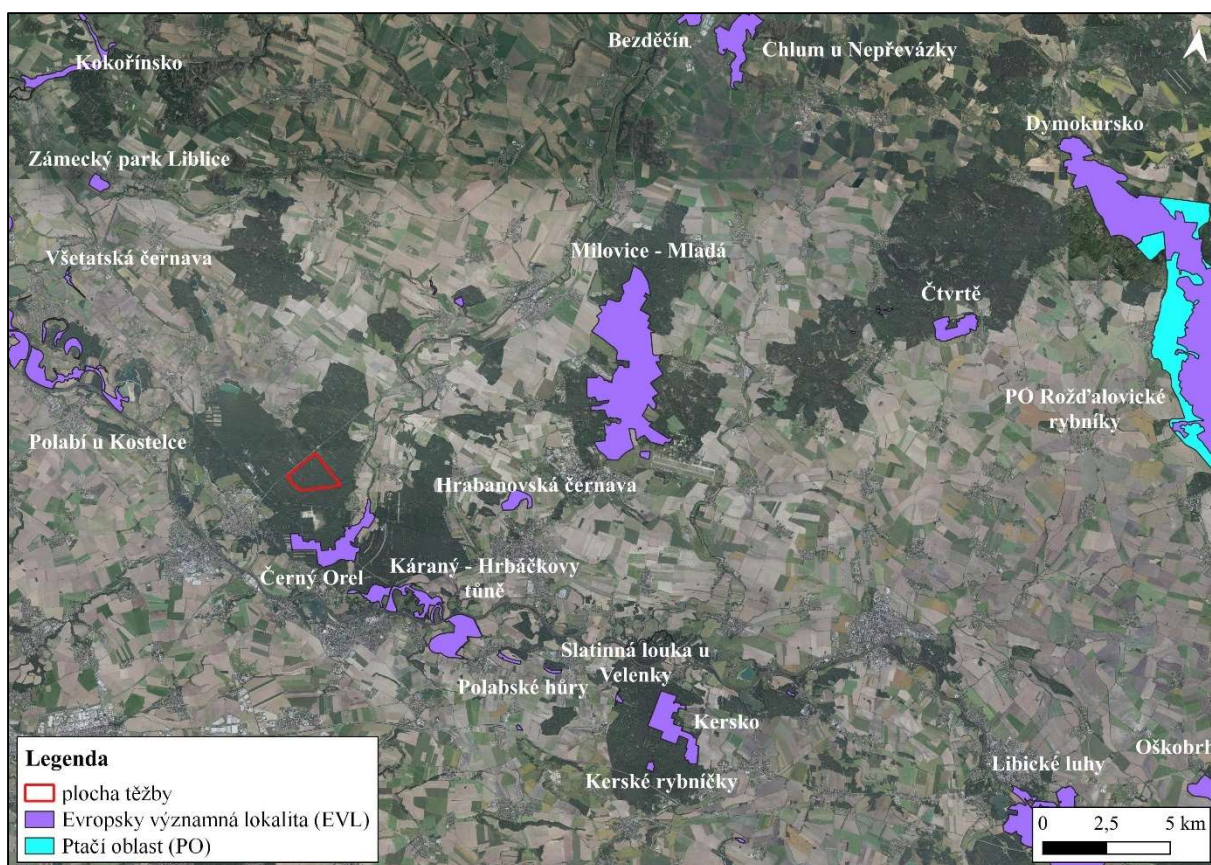 Bezděčín
Chlum u Nepřevázky
Kokořínsko
Dymokursko
Zámecký park Liblice
Všetatská černava
Milovice - Mladá
Čtvrtě
PO Rožďalovické
rybníky
Polabí u Kostelce
Hrabanovská černava
Černý Orel
Káraný - Hrbáčkovy
tůně
Slatinná louka u
Velenky
Polabské hůry
Kersko
Kerské rybníčky
Libické luhy
Oškobrh
Legenda
plocha těžby
Evropsky významná lokalita (EVL)
Ptačí oblast (PO)
0 2,5 5 km